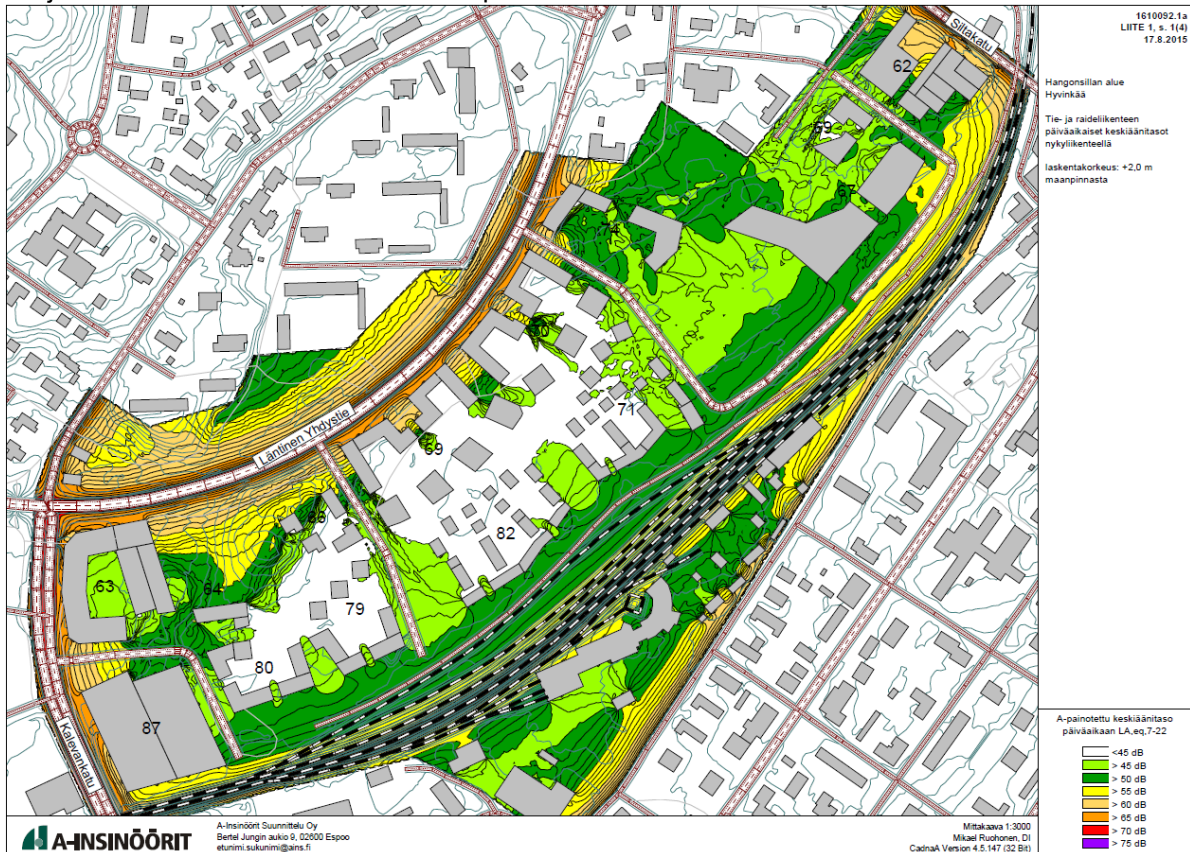 1610092.1a
LIITE 1, s. 1(4)
17.8.2015
Hangonsillan alue
Hyvinkää
Tie- ja raideliikenteen
päiväaikaiset keskiäänitasot
nykyliikenteellä
laskentakorkeus: +2,0 m
maanpinnasta
Siltakatu
62
69
67
74
70
71
Läntinen Yhdystie
69
82
68
63
64
79
80
87
Kalevankatu
A-painotettu keskiäänitaso
päiväaikaan LA,eq,7-22
<45 dB
> 45 dB
> 50 dB
> 55 dB
> 60 dB
> 65 dB
> 70 dB
> 75 dB
A-INSINÖÖRIT
A-Insinöörit Suunnittelu Oy
Bertel Jungin aukio 9, 02600 Espoo
etunimi.sukunimi@ains.fi
Mittakaava 1:3000
Mikael Ruohonen, DI
CadnaA Version 4.5.147 (32 Bit)